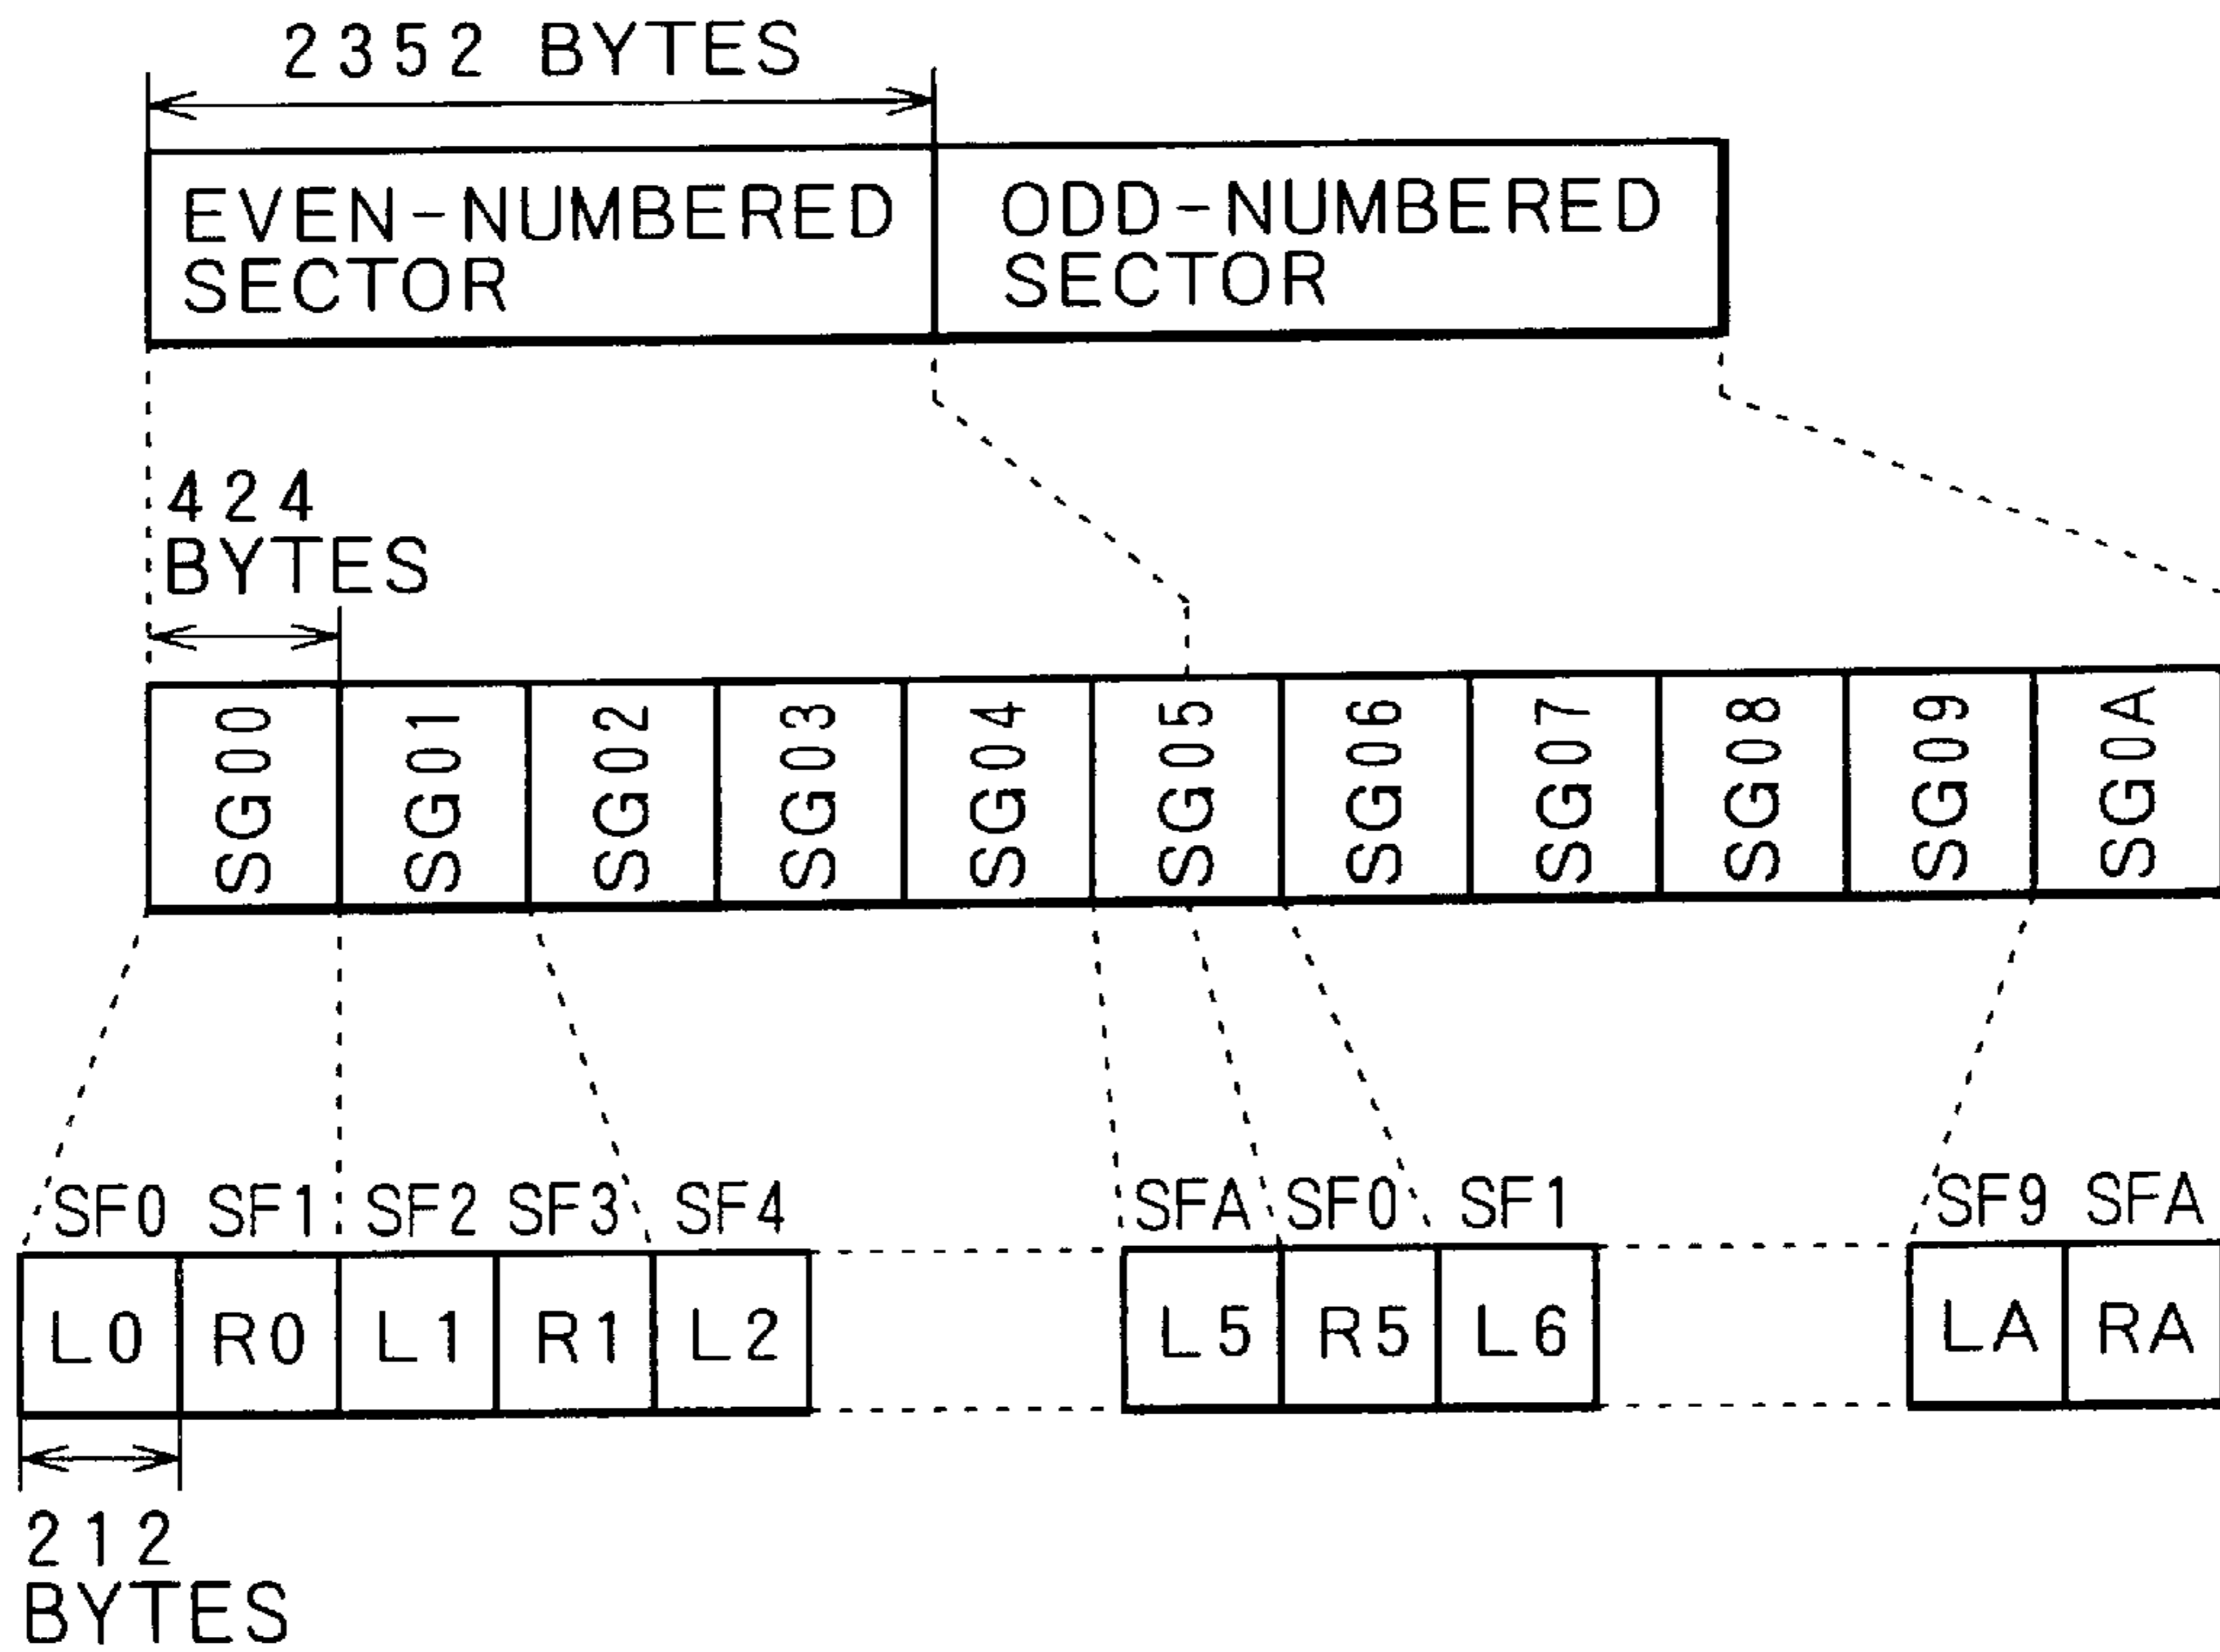 2352 BYTES
EVEN-NUMBERED
SECTOR
ODD-NUMBERED
SECTOR
424
BYTES
SG00
SG01
SG02
SG03
SG04
SG05
SG06
SG07
SG08
SG09
SG0A
SF0 SF1 SF2 SF3 SF4 SFA SF0 SF1 SF9 SFA
L0 R0 L1 R1 L2 L5 R5 L6 LA RA
212
BYTES